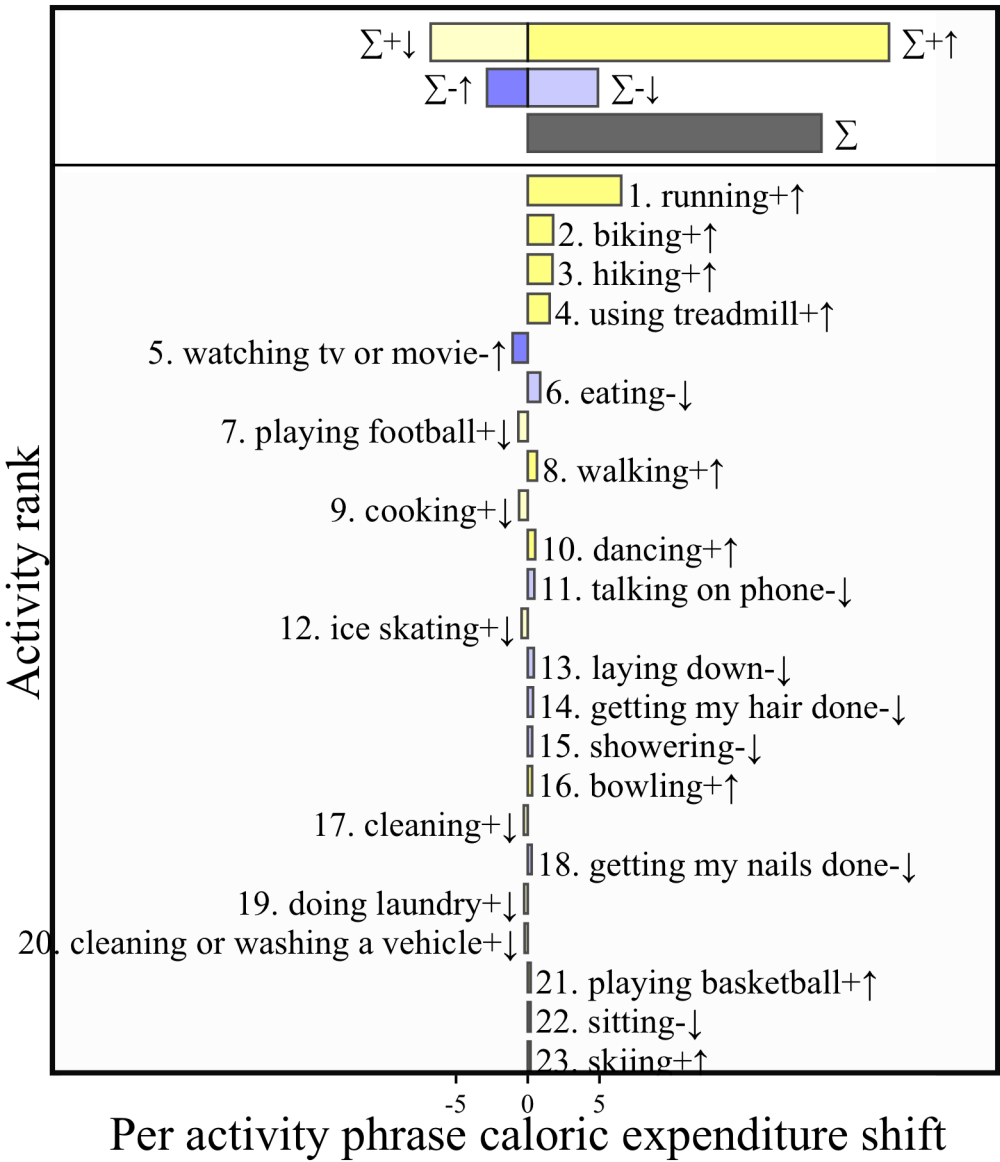 ∑+↓ ∑+↑
∑-↑ ∑-↓
∑
1. running+↑
2. biking+↑
3. hiking+↑
4. using treadmill+↑
5. watching tv or movie-↑
6. eating-↓
7. playing football+↓
8. walking+↑
9. cooking+↓
10. dancing+↑
11. talking on phone-↓
12. ice skating+↓
13. laying down-↓
14. getting my hair done-↓
15. showering-↓
16. bowling+↑
17. cleaning+↓
18. getting my nails done-↓
19. doing laundry+↓
20. cleaning or washing a vehicle+↓
21. playing basketball+↑
22. sitting-↓
23. skiing+↑
Activity rank
-5 0 5
Per activity phrase caloric expenditure shift